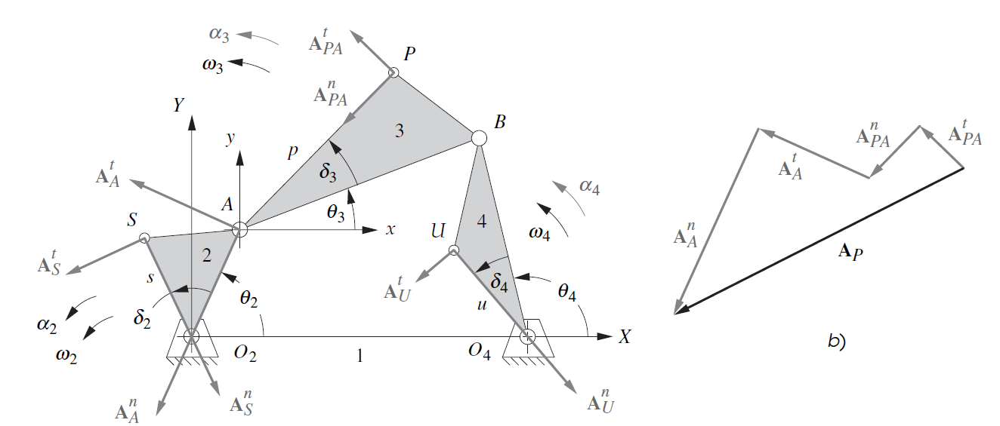 α3
ω3
A^t_PA
P
A^n_PA
Y
y
p
3
B
δ3
A^t_A
A
θ3
x
S
A^t_S
2
s
δ2
θ2
α2
ω2
O2
1
A^n_A
A^n_S
U
4
α4
ω4
A^t_U
δ4
u
θ4
O4
X
A^n_U
A^n_PA
A^t_PA
A^t_A
A^n_A
A_P
b)